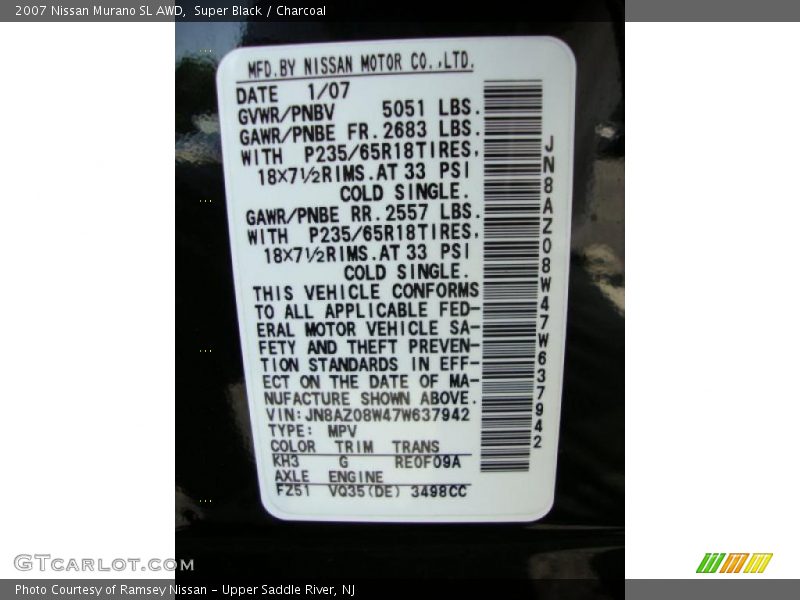 2007 Nissan Murano SL AWD,  Super Black / Charcoal
MFD.BY NISSAN MOTOR CO.,LTD.
DATE 1/07
GVWR/PNBV 5051 LBS.
GAWR/PNBE FR.2683 LBS.
WITH P235/65R18TIRES,
18×7½RIMS.AT 33 PSI
COLD SINGLE.
GAWR/PNBE RR.2557 LBS.
WITH P235/65R18TIRES,
18×7½RIMS.AT 33 PSI
COLD SINGLE.
THIS VEHICLE CONFORMS
TO ALL APPLICABLE FED-
ERAL MOTOR VEHICLE SA-
FETY AND THEFT PREVEN-
TION STANDARDS IN EFF-
ECT ON THE DATE OF MA-
NUFACTURE SHOWN ABOVE.
VIN:JN8AZ08W47W637942
TYPE: MPV
COLOR TRIM TRANS
KH3 G RE0F09A
AXLE ENGINE
FZ51 VQ35(DE) 3498CC
JN8AZ08W47W637942
GTcarlot.com
Photo Courtesy of Ramsey Nissan - Upper Saddle River, NJ